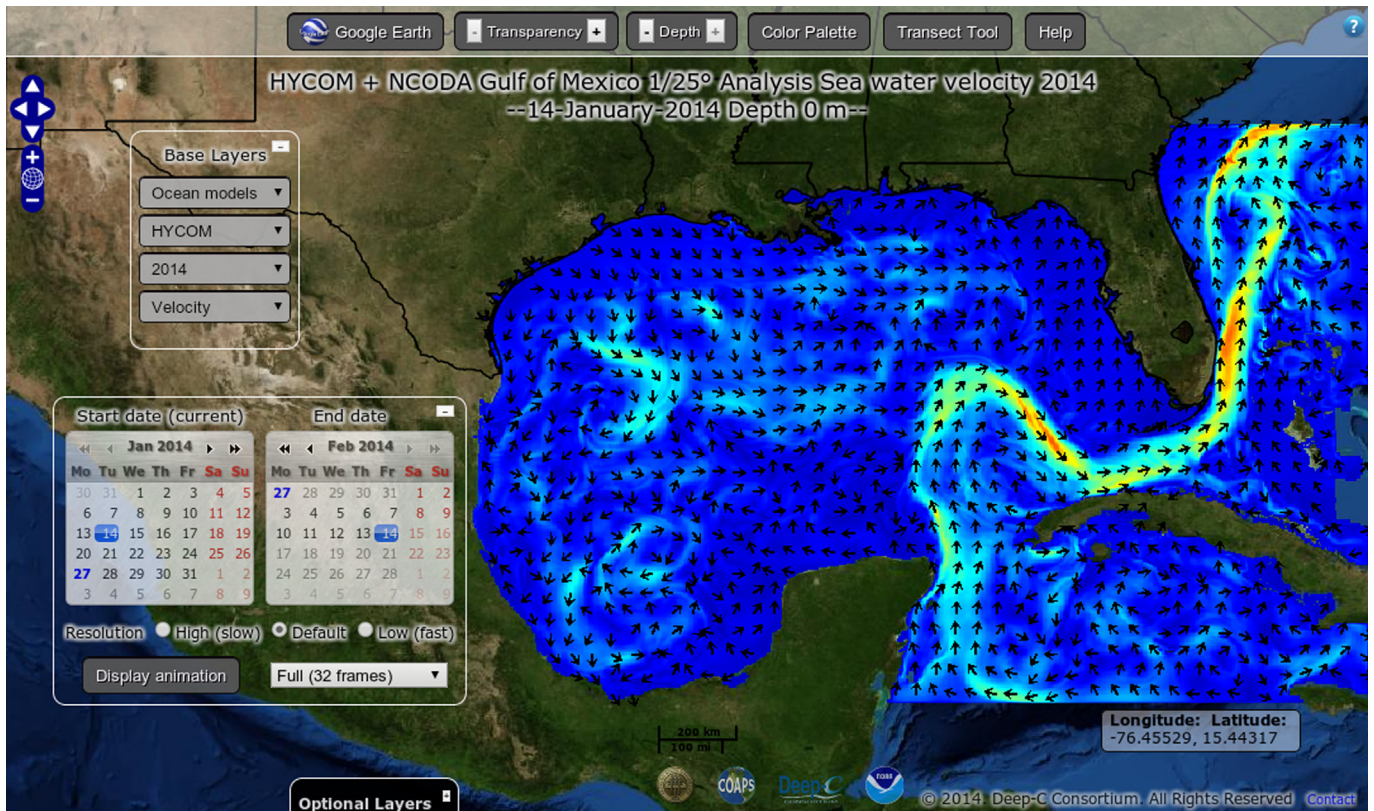 Google Earth - Transparency + - Depth + Color Palette Transect Tool Help ?
HYCOM + NCODA Gulf of Mexico 1/25° Analysis Sea water velocity 2014
--14-January-2014 Depth 0 m--
Base Layers -
Ocean models
HYCOM
2014
Velocity
Start date (current)
Jan 2014
Mo Tu We Th Fr Sa Su
30 31 1 2 3 4 5
6 7 8 9 10 11 12
13 14 15 16 17 18 19
20 21 22 23 24 25 26
27 28 29 30 31 1 2
3 4 5 6 7 8 9
End date -
Feb 2014
Mo Tu We Th Fr Sa Su
27 28 29 30 31 1 2
3 4 5 6 7 8 9
10 11 12 13 14 15 16
17 18 19 20 21 22 23
24 25 26 27 28 1 2
3 4 5 6 7 8 9
Resolution High (slow) Default Low (fast)
Display animation Full (32 frames)
Optional Layers +
200 km
100 mi
COAPS Deep-C CONSORTIUM NOAA
Longitude: Latitude:
-76.45529, 15.44317
© 2014. Deep-C Consortium. All Rights Reserved Contact